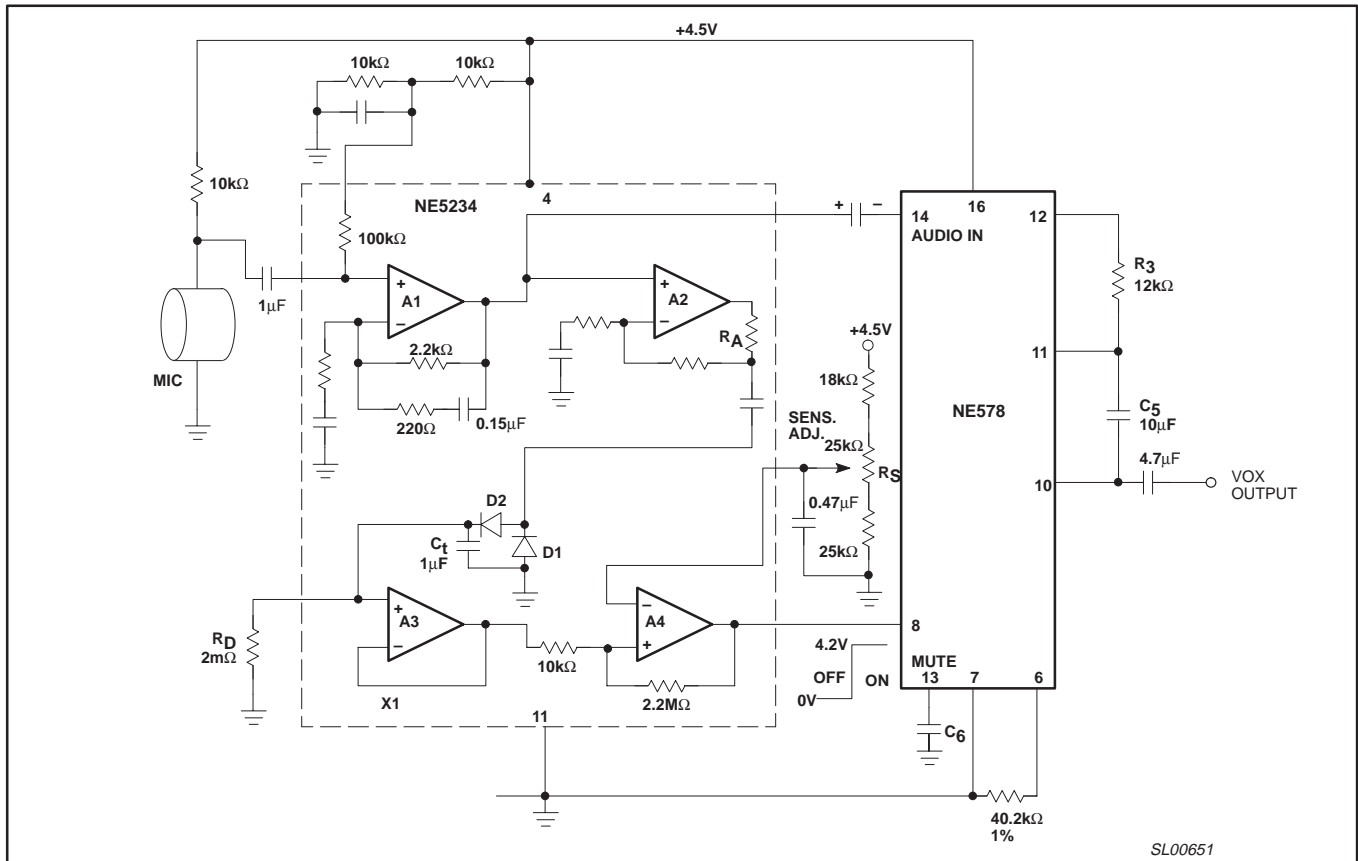 +4.5V
10kΩ
10kΩ
10kΩ
NE5234
4
100kΩ
+ −
14
16
12
AUDIO IN
R3
12kΩ
1µF
+
A1
−
+
A2
−
RA
MIC
2.2kΩ
220Ω
0.15µF
+4.5V
18kΩ
SENS.
ADJ.
25kΩ
RS
11
NE578
C5
10µF
4.7µF
10
VOX
OUTPUT
0.47µF
25kΩ
D2
Ct
1µF
D1
RD
2mΩ
+
A3
−
X1
10kΩ
−
A4
+
2.2MΩ
8
4.2V
MUTE
OFF
ON
0V
13
7
6
C6
11
40.2kΩ
1%
SL00651